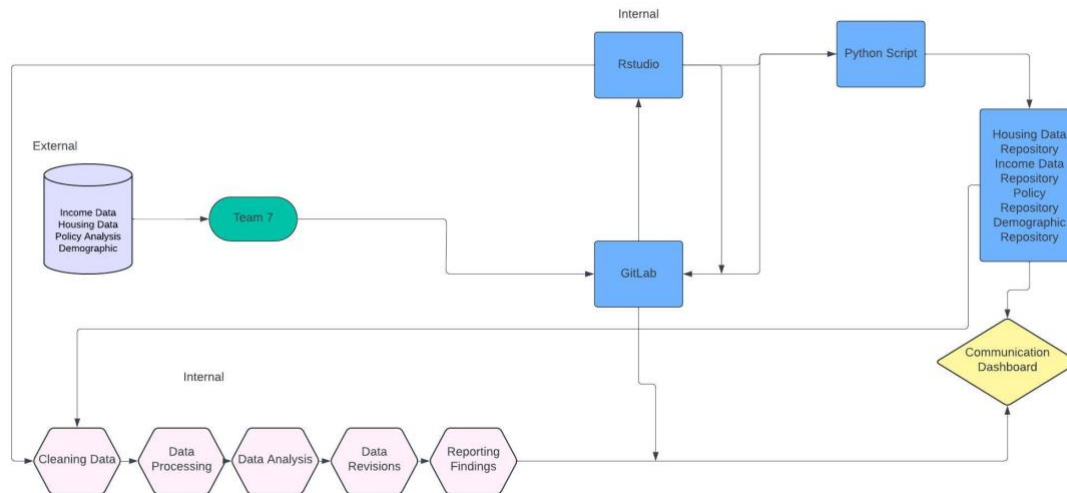 Internal
Rstudio
Python Script
External
Income Data
Housing Data
Policy Analysis
Demographic
Team 7
GitLab
Housing Data
Repository
Income Data
Repository
Policy
Repository
Demographic
Repository
Communication
Dashboard
Internal
Cleaning Data
Data
Processing
Data Analysis
Data
Revisions
Reporting
Findings